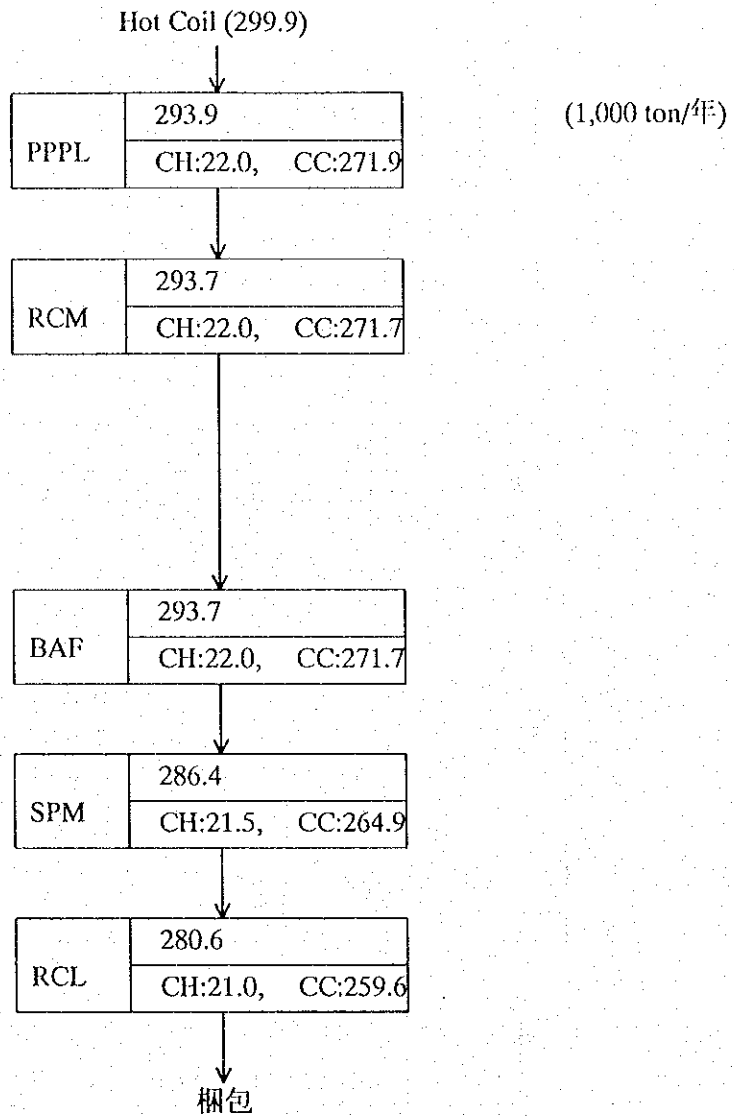 Hot Coil (299.9)
(1,000 ton/年)
PPPL
293.9
CH:22.0, CC:271.9
RCM
293.7
CH:22.0, CC:271.7
BAF
293.7
CH:22.0, CC:271.7
SPM
286.4
CH:21.5, CC:264.9
RCL
280.6
CH:21.0, CC:259.6
梱包